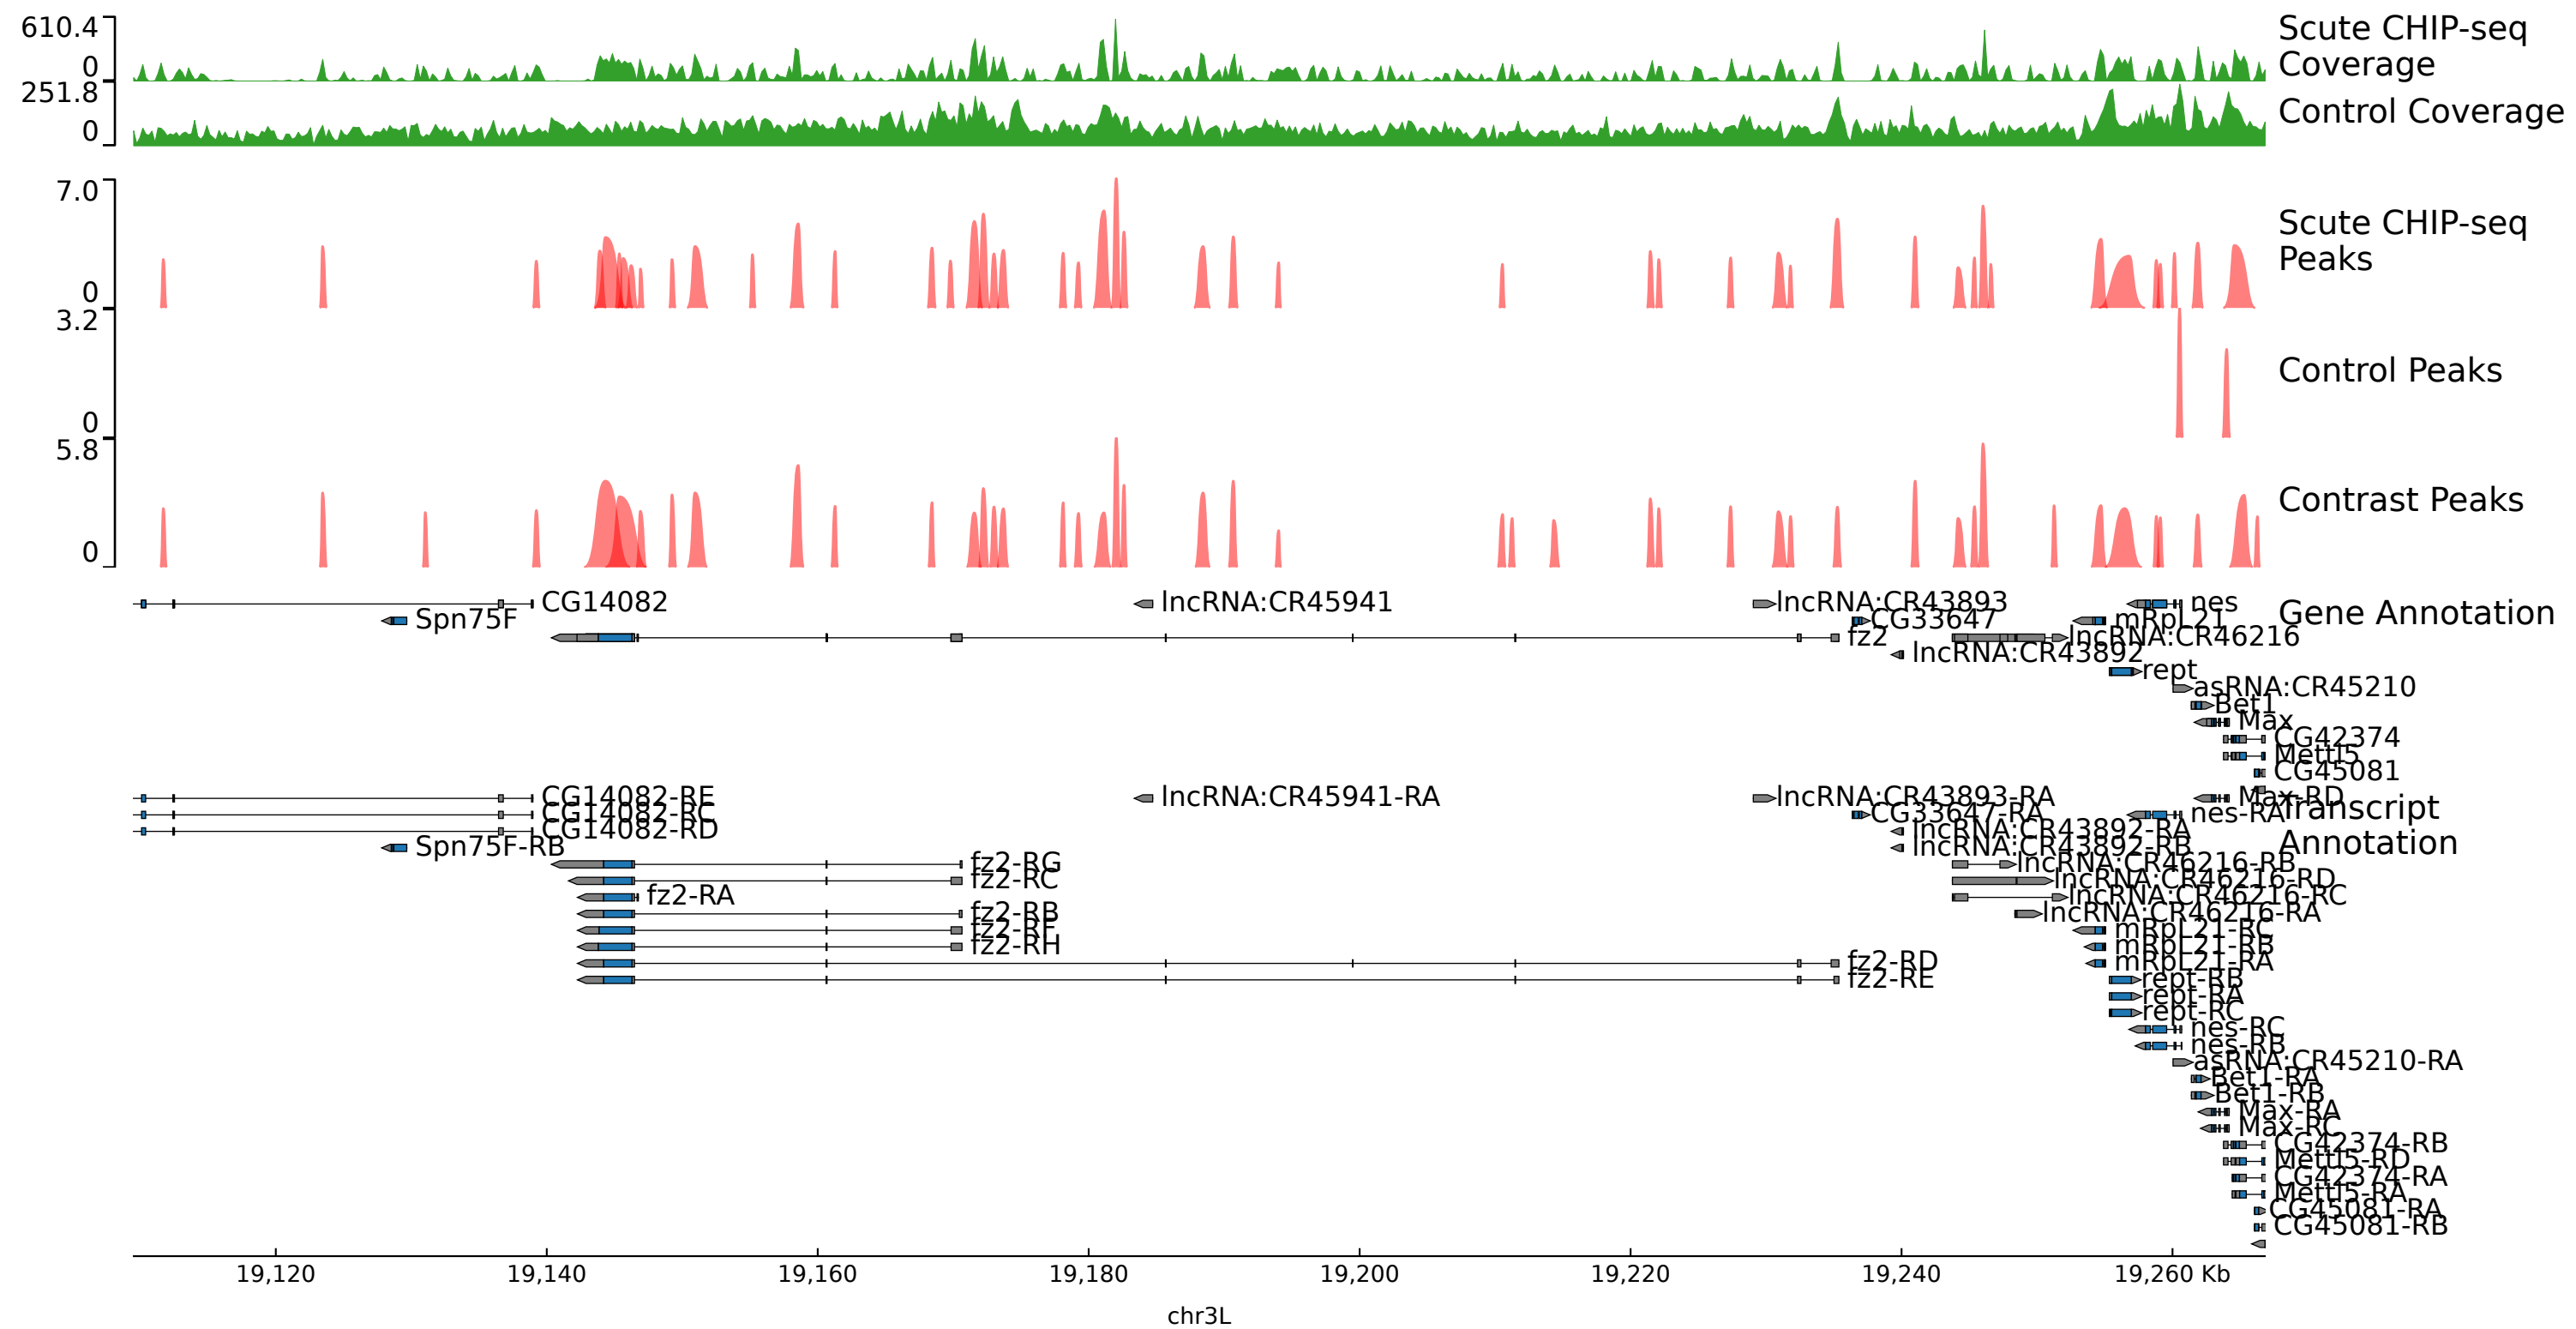 610.4
0
Scute CHIP-seq
Coverage
251.8
0
Control Coverage
7.0
0
Scute CHIP-seq
Peaks
3.2
0
Control Peaks
5.8
0
Contrast Peaks
CG14082
lncRNA:CR45941
lncRNA:CR43893
nes
Gene Annotation
Spn75F
CG33647
mRpL21
fz2
lncRNA:CR46216
lncRNA:CR43892
rept
asRNA:CR45210
Bet1
Max
CG42374
Mettl5
CG45081
CG14082-RE
lncRNA:CR45941-RA
lncRNA:CR43893-RA
Max-RD
Transcript
Annotation
CG14082-RC
CG33647-RA
nes-RA
CG14082-RD
lncRNA:CR43892-RA
Spn75F-RB
lncRNA:CR43892-RB
fz2-RG
lncRNA:CR46216-RB
fz2-RC
lncRNA:CR46216-RD
fz2-RA
lncRNA:CR46216-RC
fz2-RB
lncRNA:CR46216-RA
fz2-RF
mRpL21-RC
fz2-RH
mRpL21-RB
fz2-RD
mRpL21-RA
fz2-RE
rept-RB
rept-RA
rept-RC
nes-RC
nes-RB
asRNA:CR45210-RA
Bet1-RA
Bet1-RB
Max-RA
Max-RC
CG42374-RB
Mettl5-RD
CG42374-RA
Mettl5-RA
CG45081-RA
CG45081-RB
19,120
19,140
19,160
19,180
19,200
19,220
19,240
19,260 Kb
chr3L